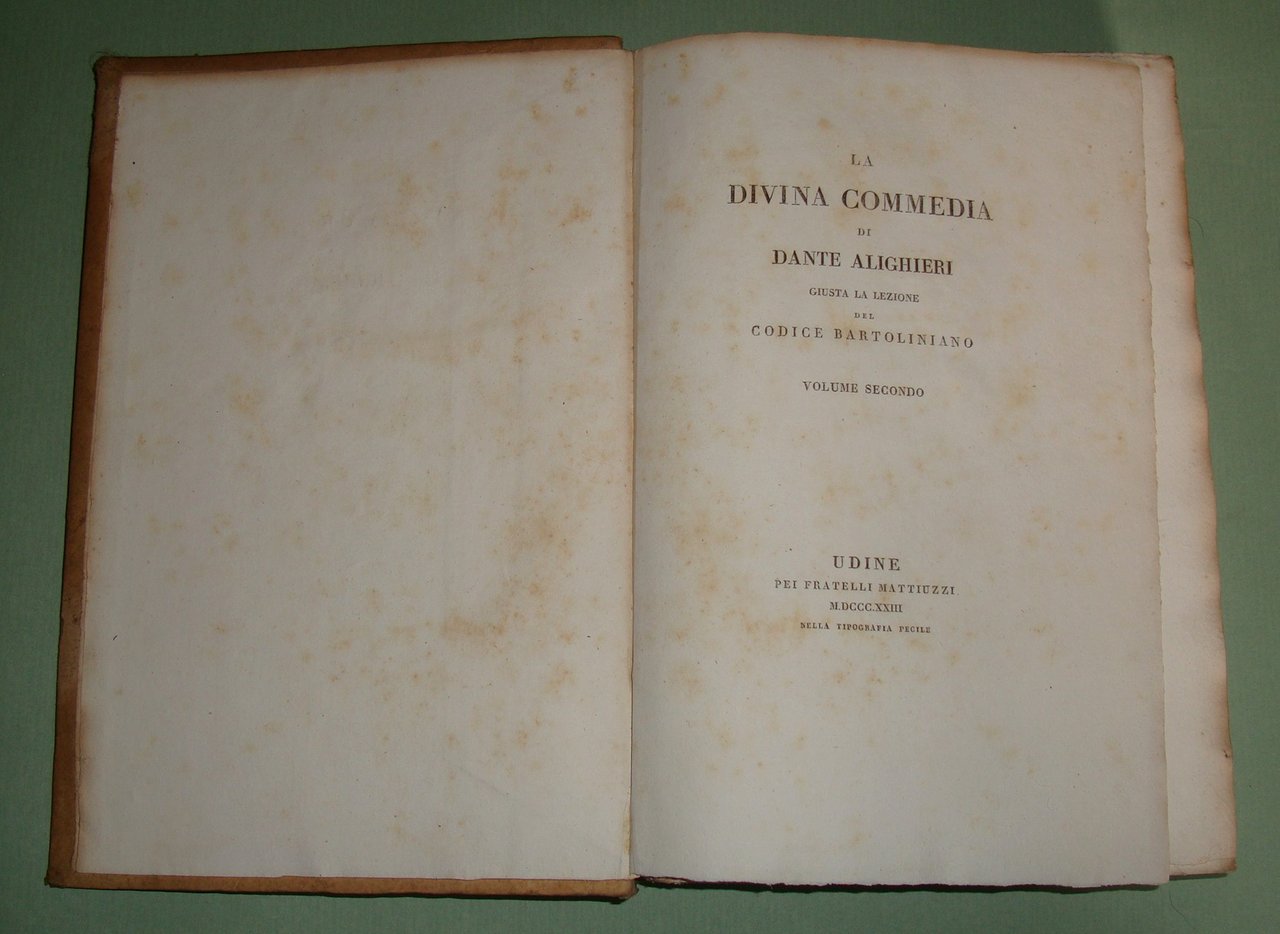 LA
DIVINA COMMEDIA
DI
DANTE ALIGHIERI
GIUSTA LA LEZIONE
DEL
CODICE BARTOLINIANO
VOLUME SECONDO
UDINE
PEI FRATELLI MATTIUZZI
M.DCCC.XXIII
NELLA TIPOGRAFIA PECILE